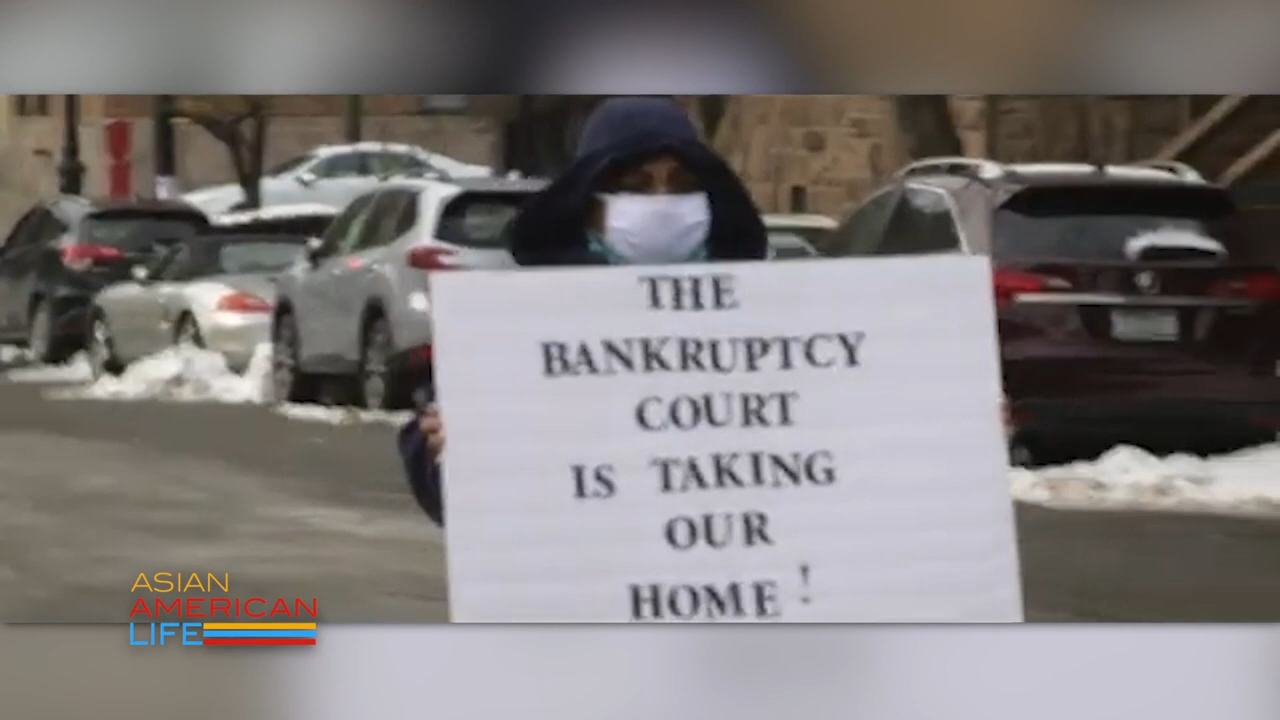 THE
BANKRUPTCY
COURT
IS TAKING
OUR
HOME !
ASIAN
AMERICAN
LIFE